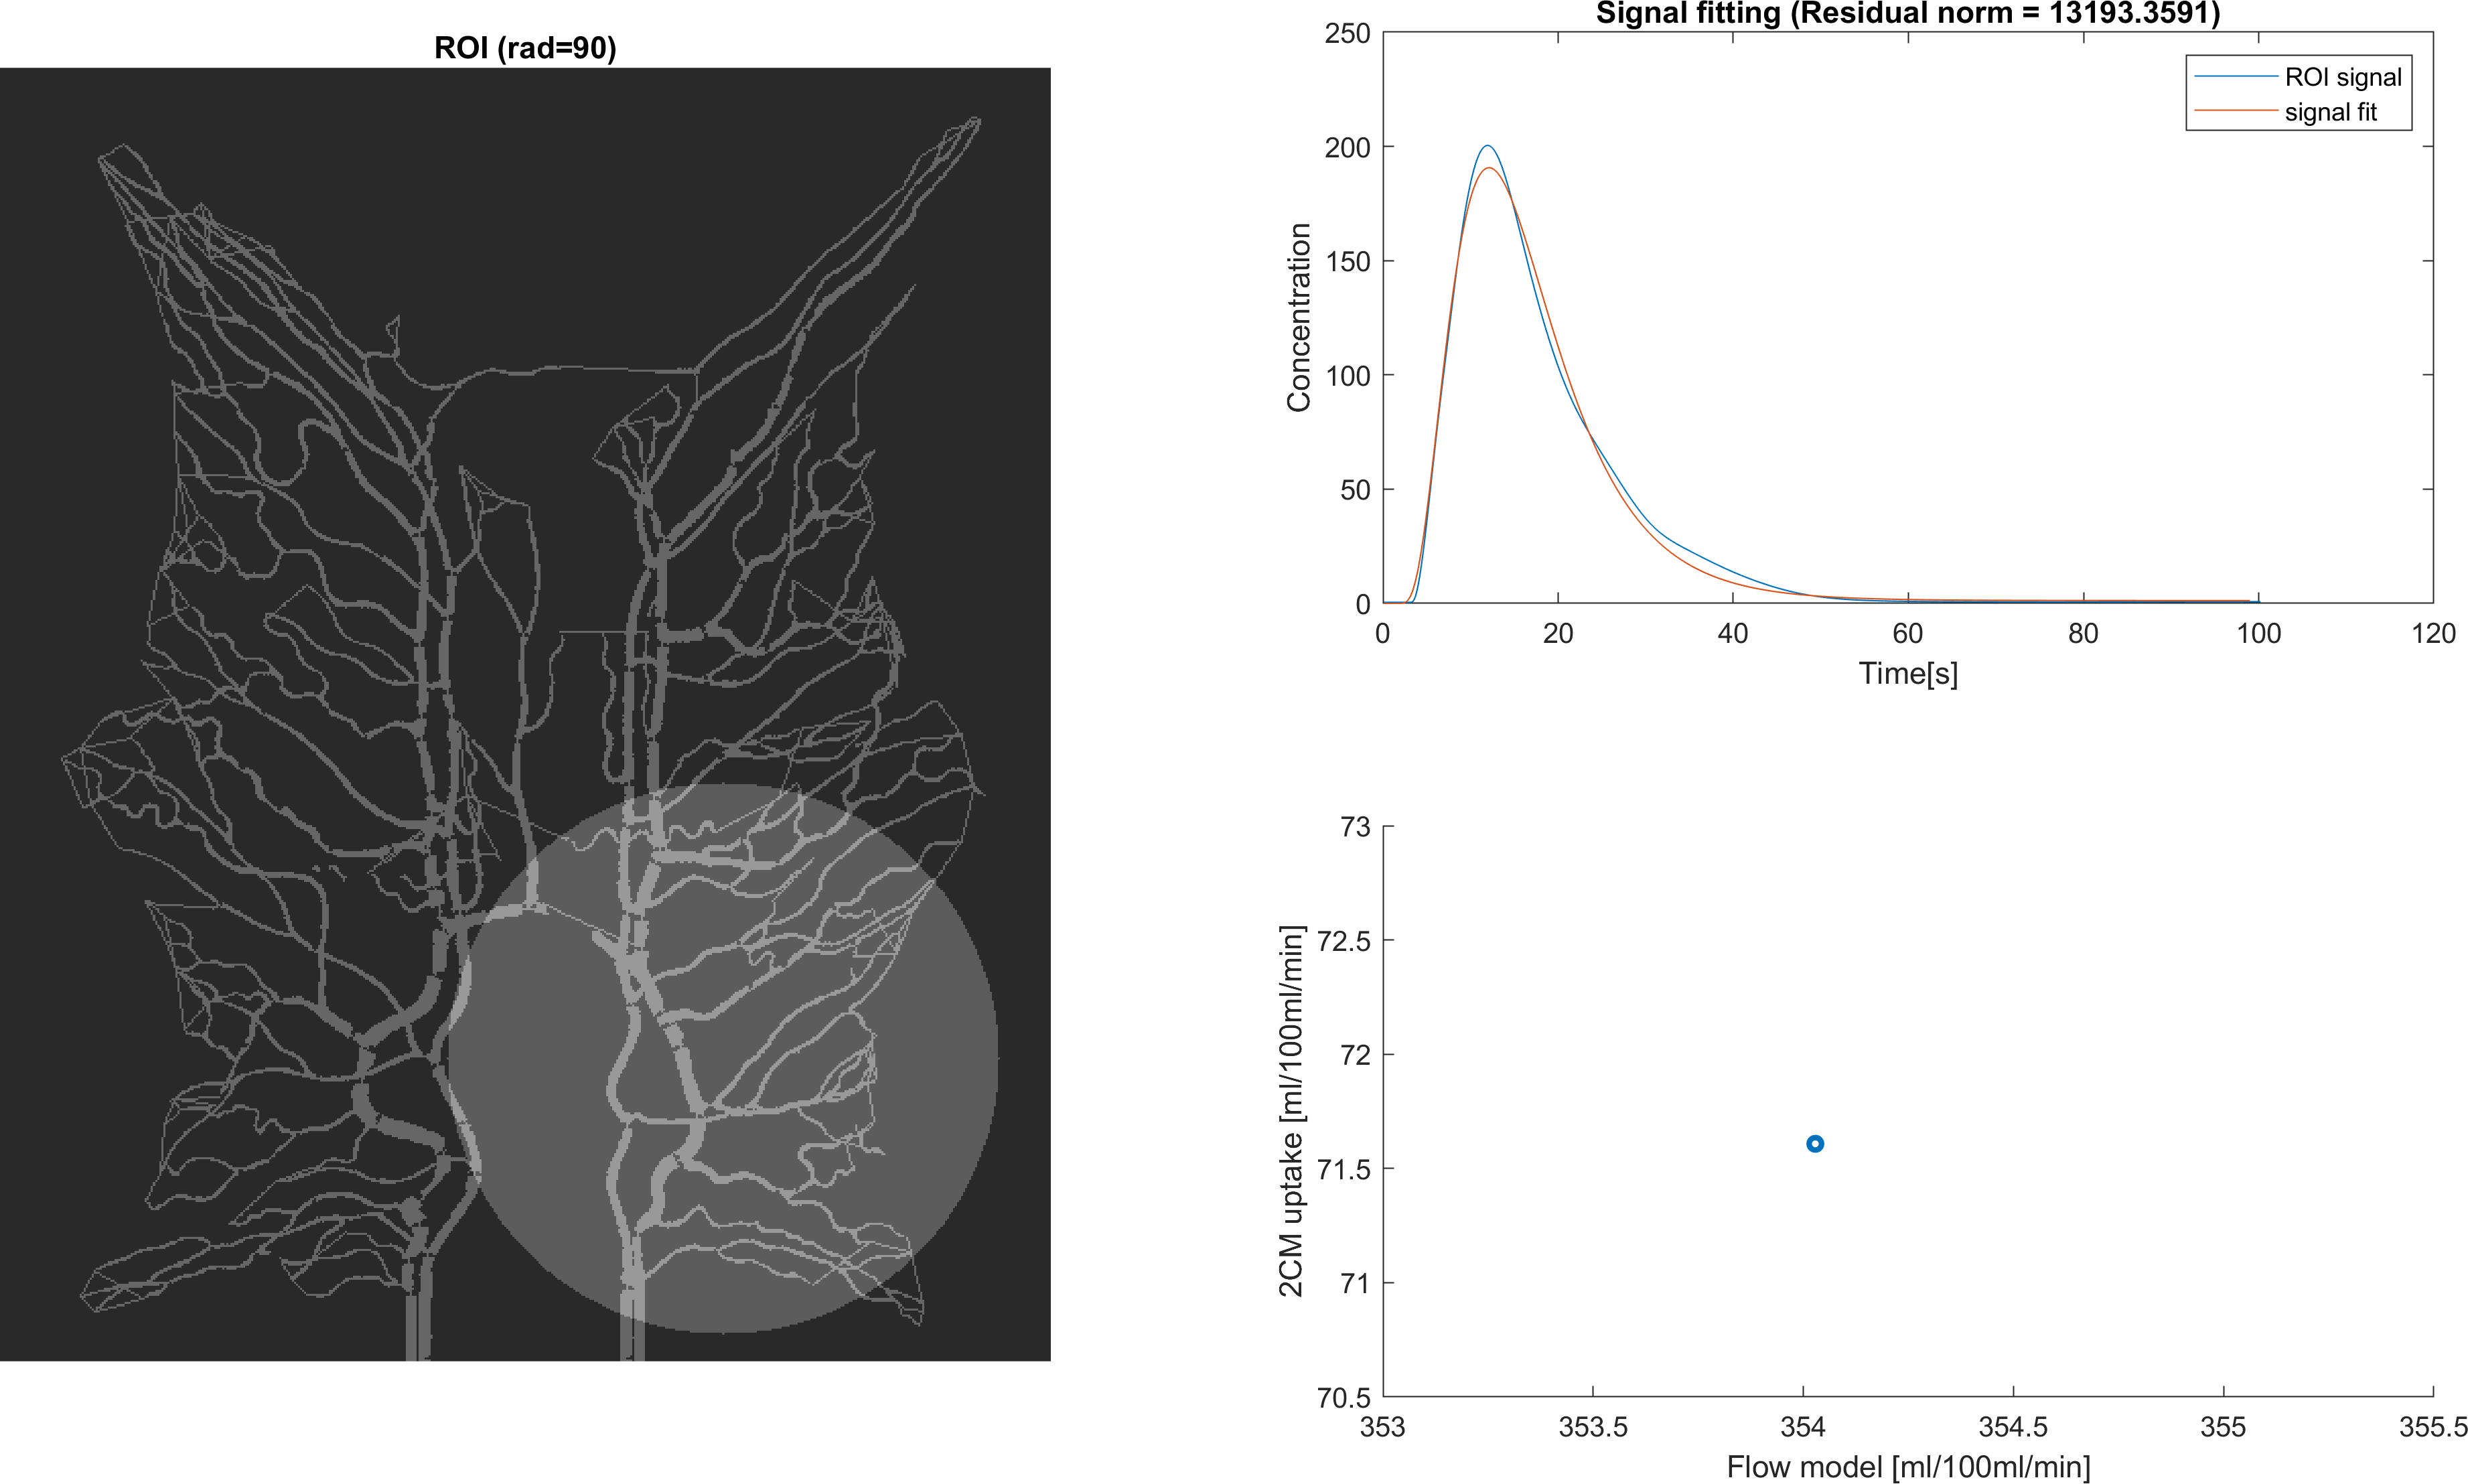 ROI (rad=90)
Signal fitting (Residual norm = 13193.3591)
250
200
150
100
50
0
Concentration
ROI signal
signal fit
0 20 40 60 80 100 120
Time[s]
73
72.5
72
71.5
71
70.5
2CM uptake [ml/100ml/min]
353 353.5 354 354.5 355 355.5
Flow model [ml/100ml/min]